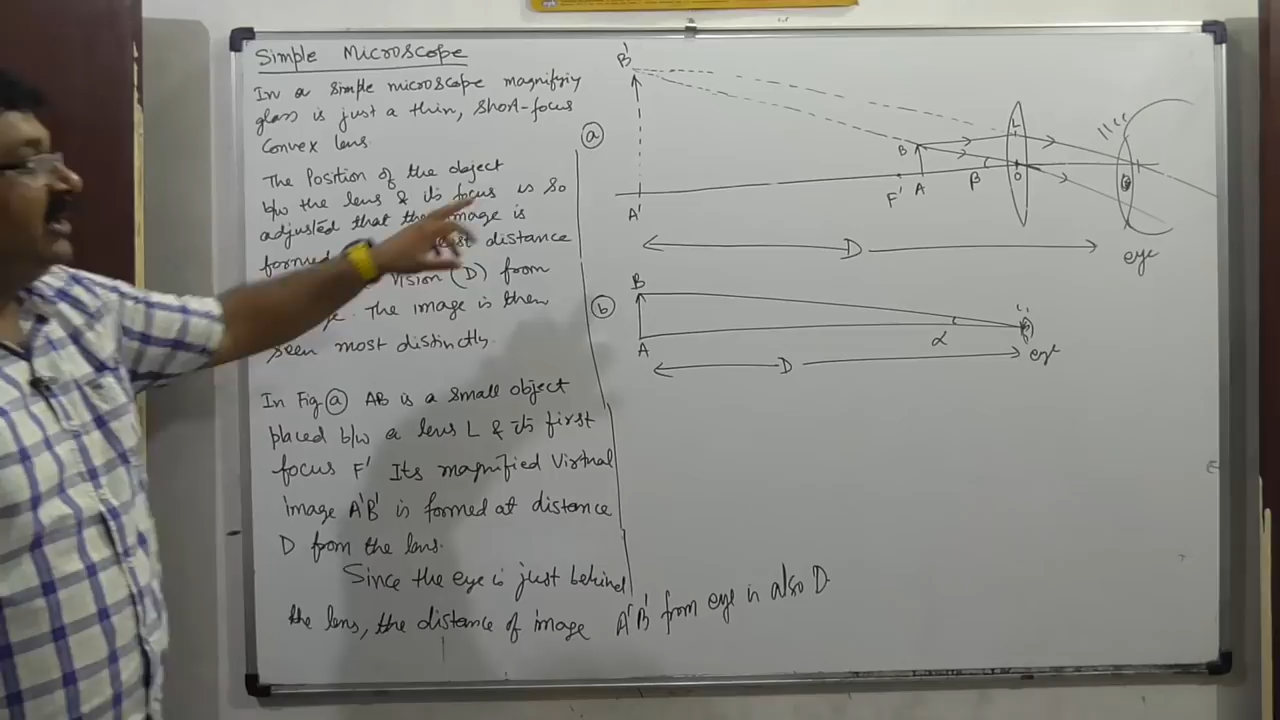 Simple Microscope
In a simple microscope magnifying
glass is just a thin, short-focus
Convex lens.
The Position of the object
b/w the lens & its focus is so
adjusted that the image is
formed distance
Vision (D) from
The image is then
seen most distinctly.
In Fig (a) AB is a small object
placed b/w a lens L & its first
focus F' Its magnified Virtual
image A'B' is formed at distance
D from the lens.
Since the eye is just behind
the lens, the distance of image A'B' from eye is also D
(a)
B'
L
B
F' A β O
A'
D
eye
(b)
B
A
α
eye
D